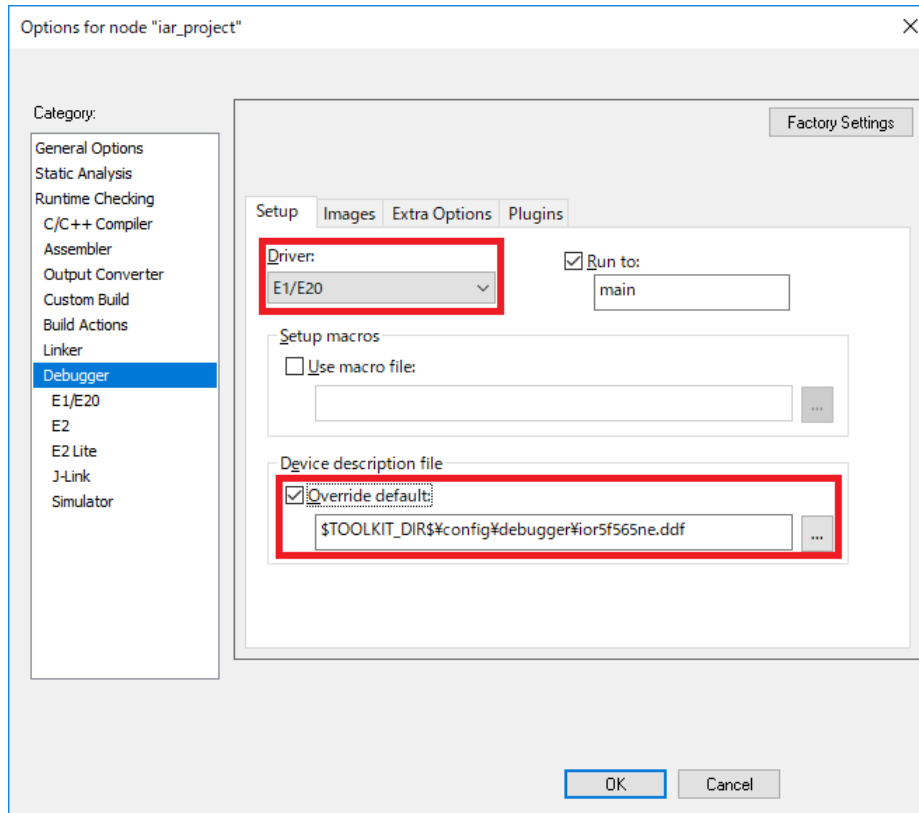 Options for node "iar_project"
Category:
Factory Settings
General Options
Static Analysis
Runtime Checking
C/C++ Compiler
Assembler
Output Converter
Custom Build
Build Actions
Linker
Debugger
E1/E20
E2
E2 Lite
J-Link
Simulator
Setup
Images
Extra Options
Plugins
Driver:
E1/E20
Run to:
main
Setup macros
Use macro file:
...
Device description file
Override default:
$TOOLKIT_DIR$¥config¥debugger¥ior5f565ne.ddf
...
OK
Cancel